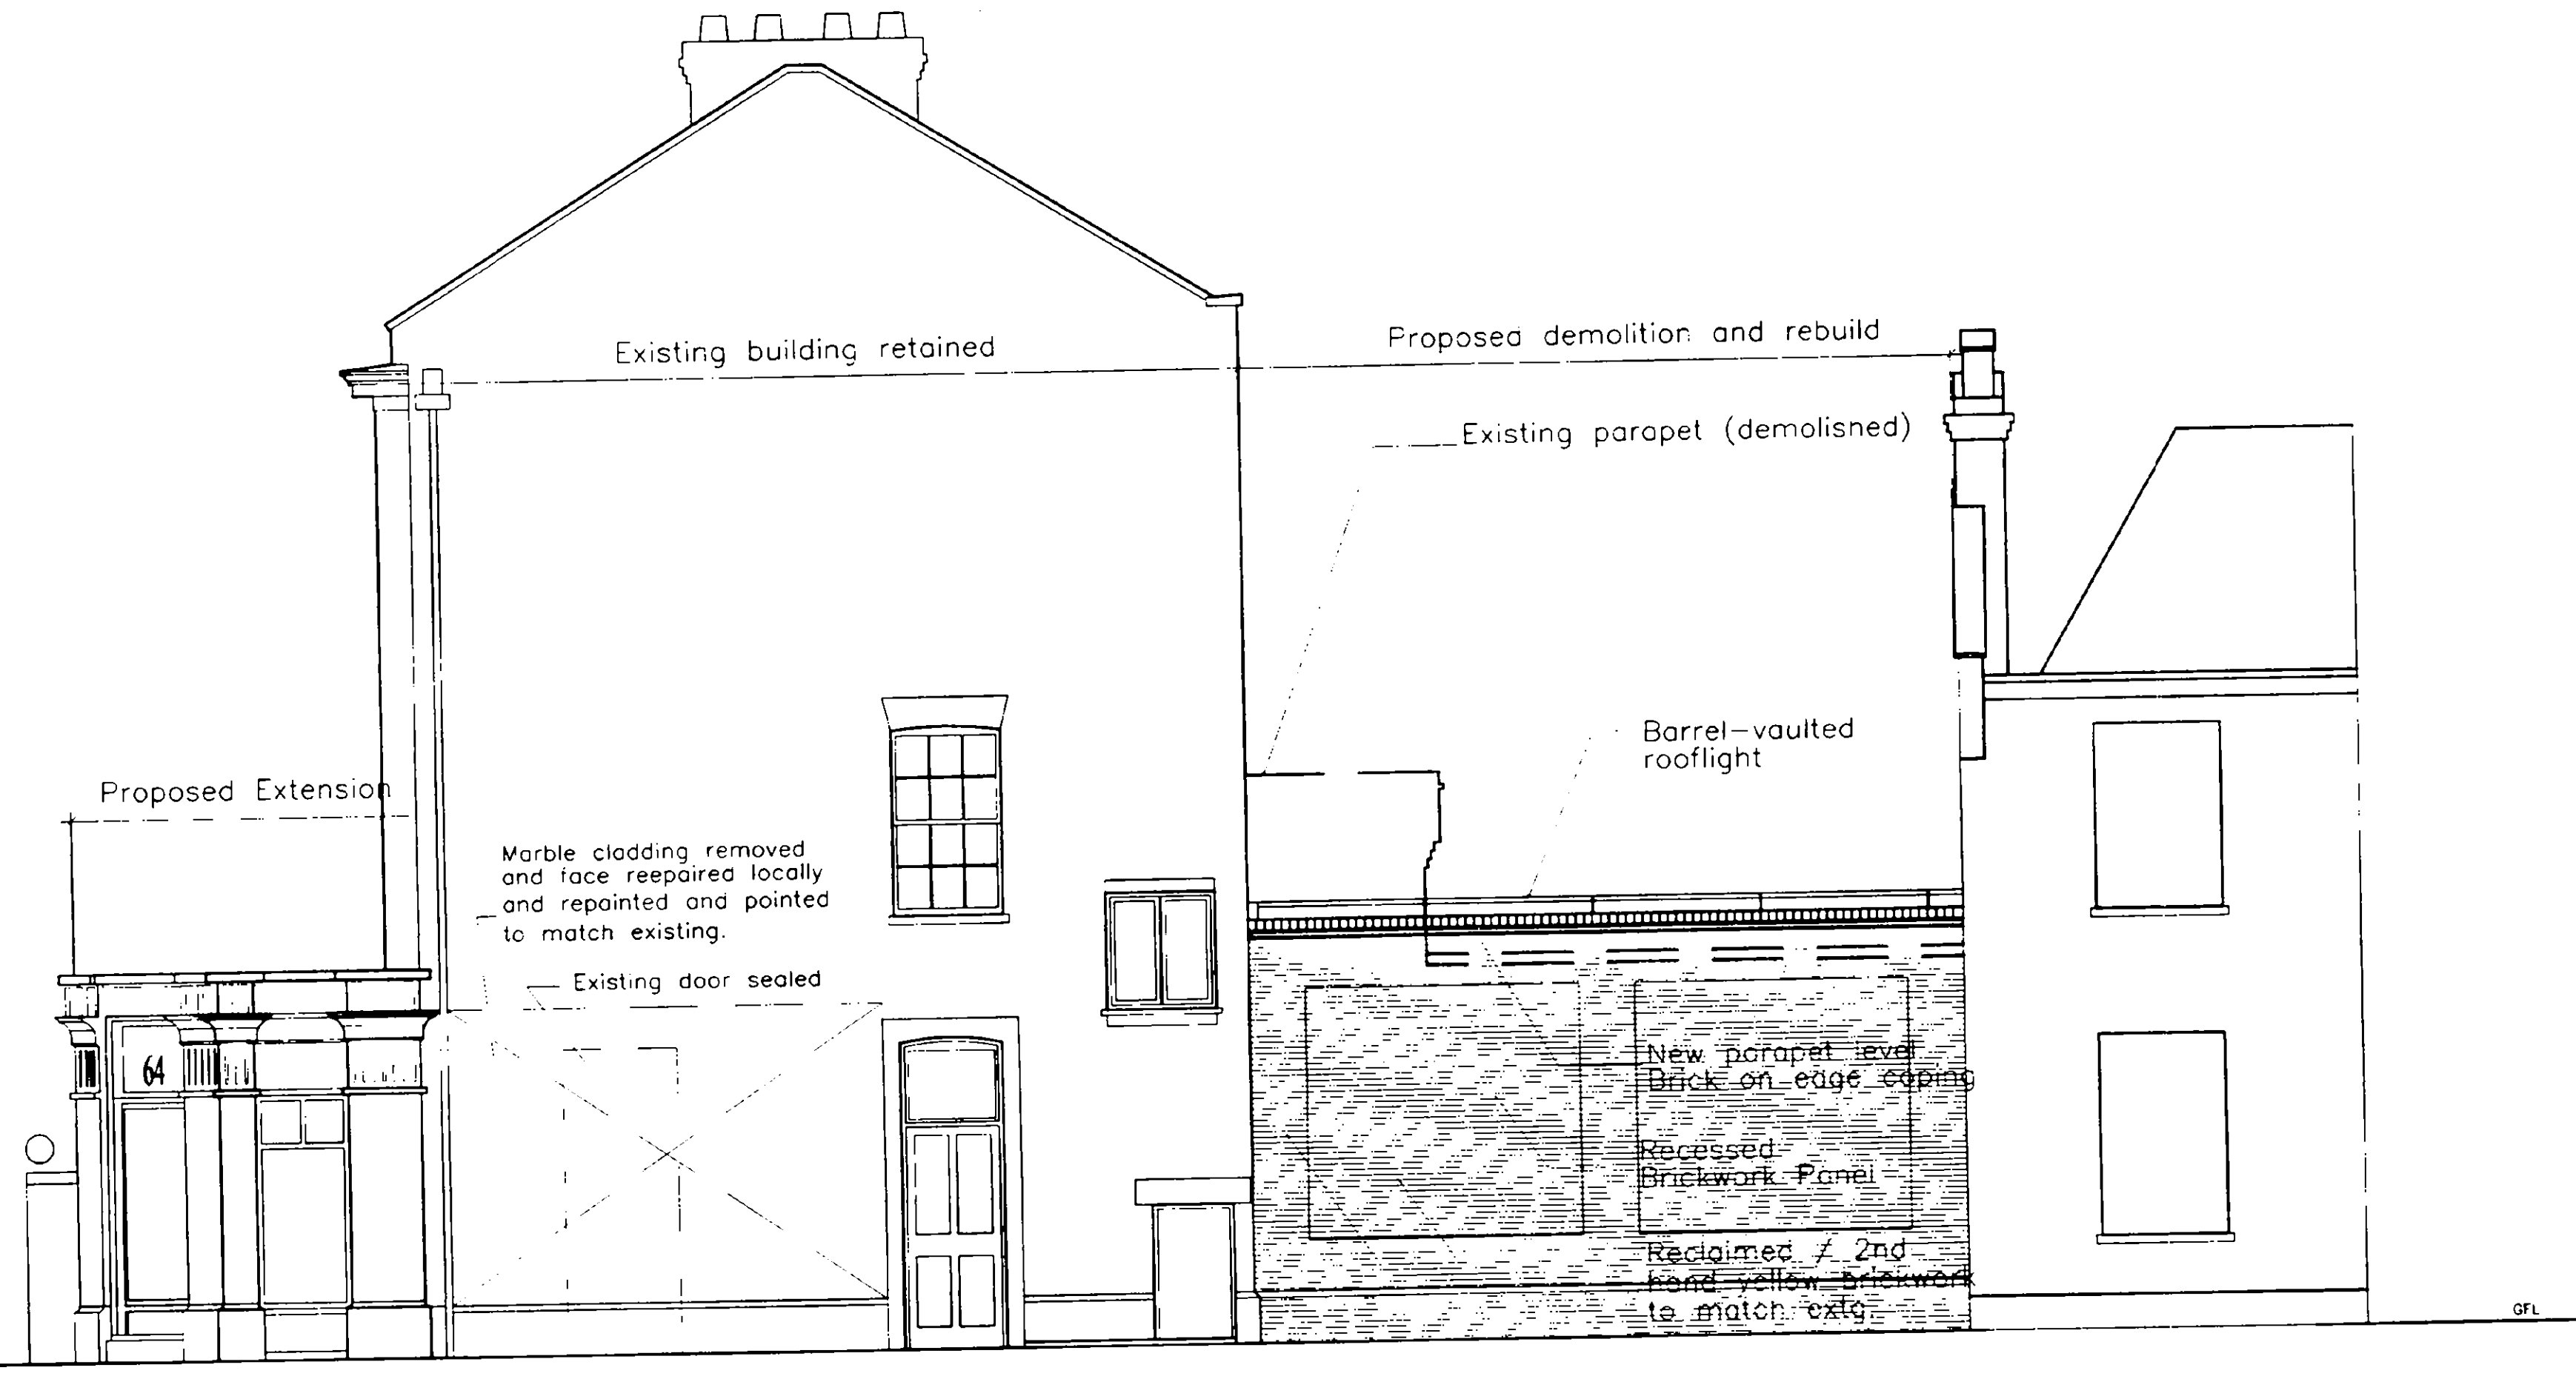 Existing building retained
Proposed demolition and rebuild
Existing parapet (demolisned)
Barrel-vaulted
rooflight
Proposed Extension
Marble cladding removed
and face reepaired locally
and repainted and pointed
to match existing.
Existing door sealed
64
New parapet level
Brick on edge coping
Recessed
Brickwork Panel
Reclaimed / 2nd
hand yellow brickwork
to match extg.
GFL